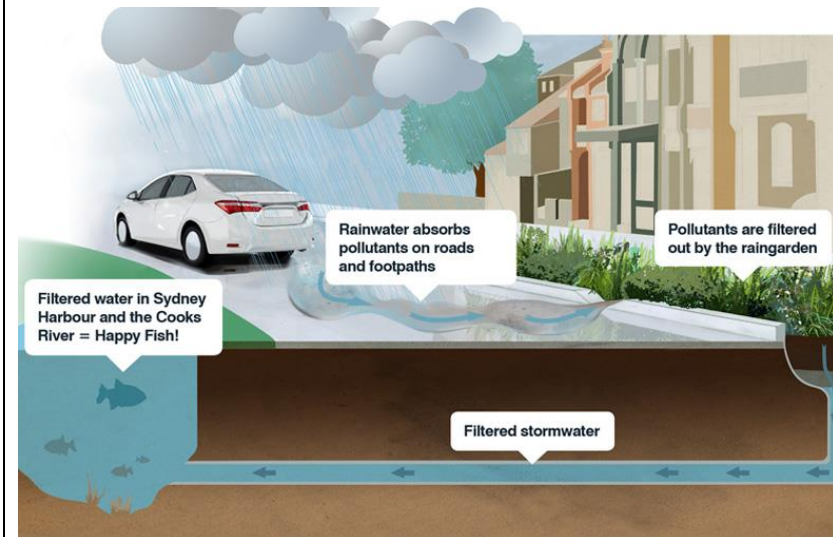 Rainwater absorbs
pollutants on roads
and footpaths
Pollutants are filtered
out by the raingarden
Filtered water in Sydney
Harbour and the Cooks
River = Happy Fish!
Filtered stormwater